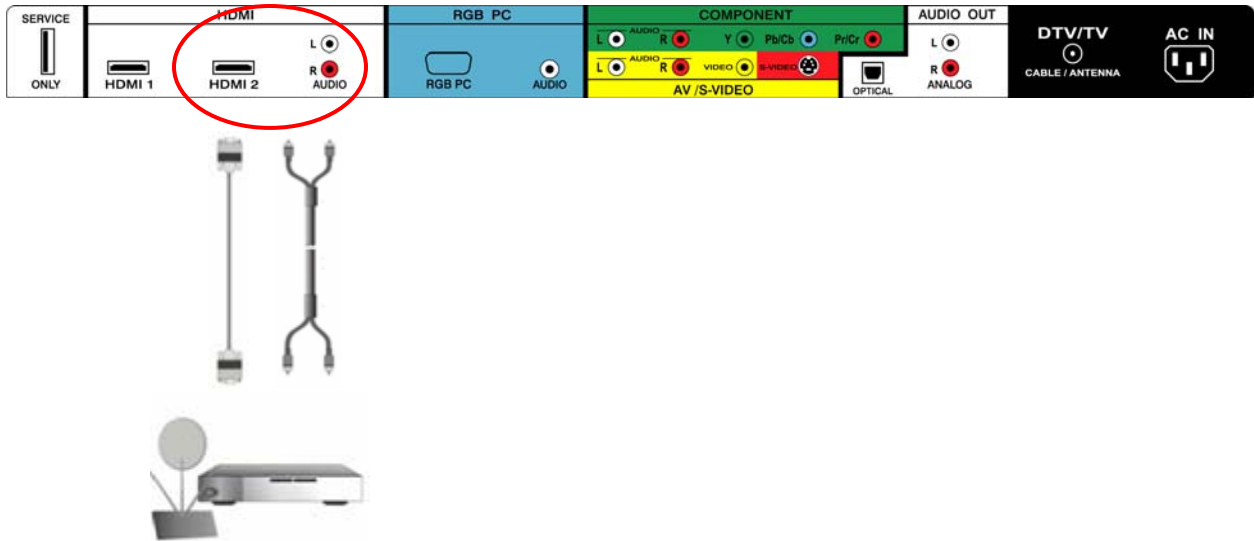 SERVICE
ONLY
HDMI
HDMI 1
HDMI 2
L
R
AUDIO
RGB PC
RGB PC
AUDIO
COMPONENT
L AUDIO R Y Pb/Cb Pr/Cr
L AUDIO R VIDEO S-VIDEO
AV /S-VIDEO
OPTICAL
AUDIO OUT
L
R
ANALOG
DTV/TV
CABLE / ANTENNA
AC IN